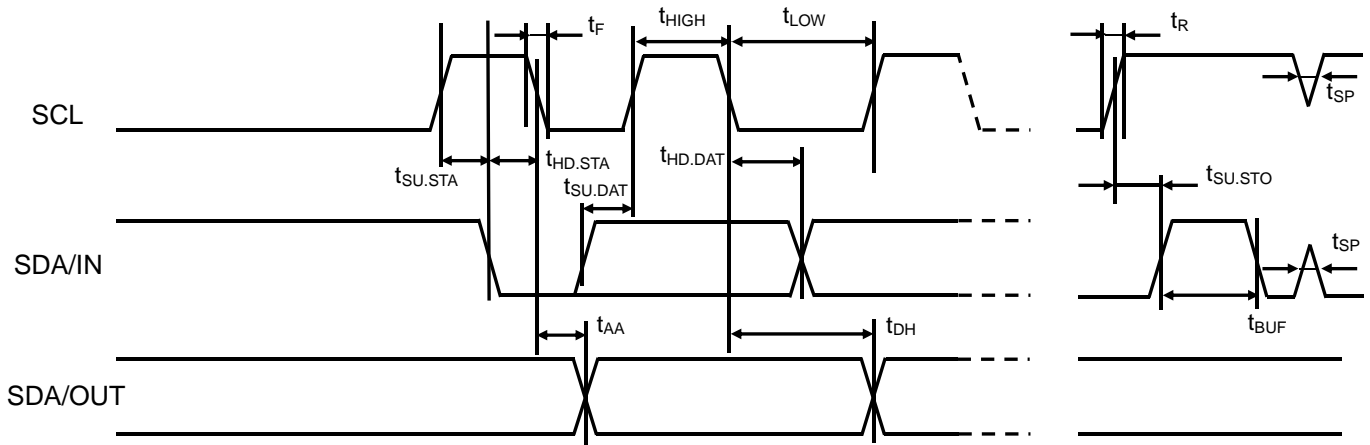 tF
tHIGH
tLOW
tR
SCL
tSP
tSU.STA
tHD.STA
tSU.DAT
tHD.DAT
tSU.STO
SDA/IN
tSP
tBUF
tAA
tDH
SDA/OUT